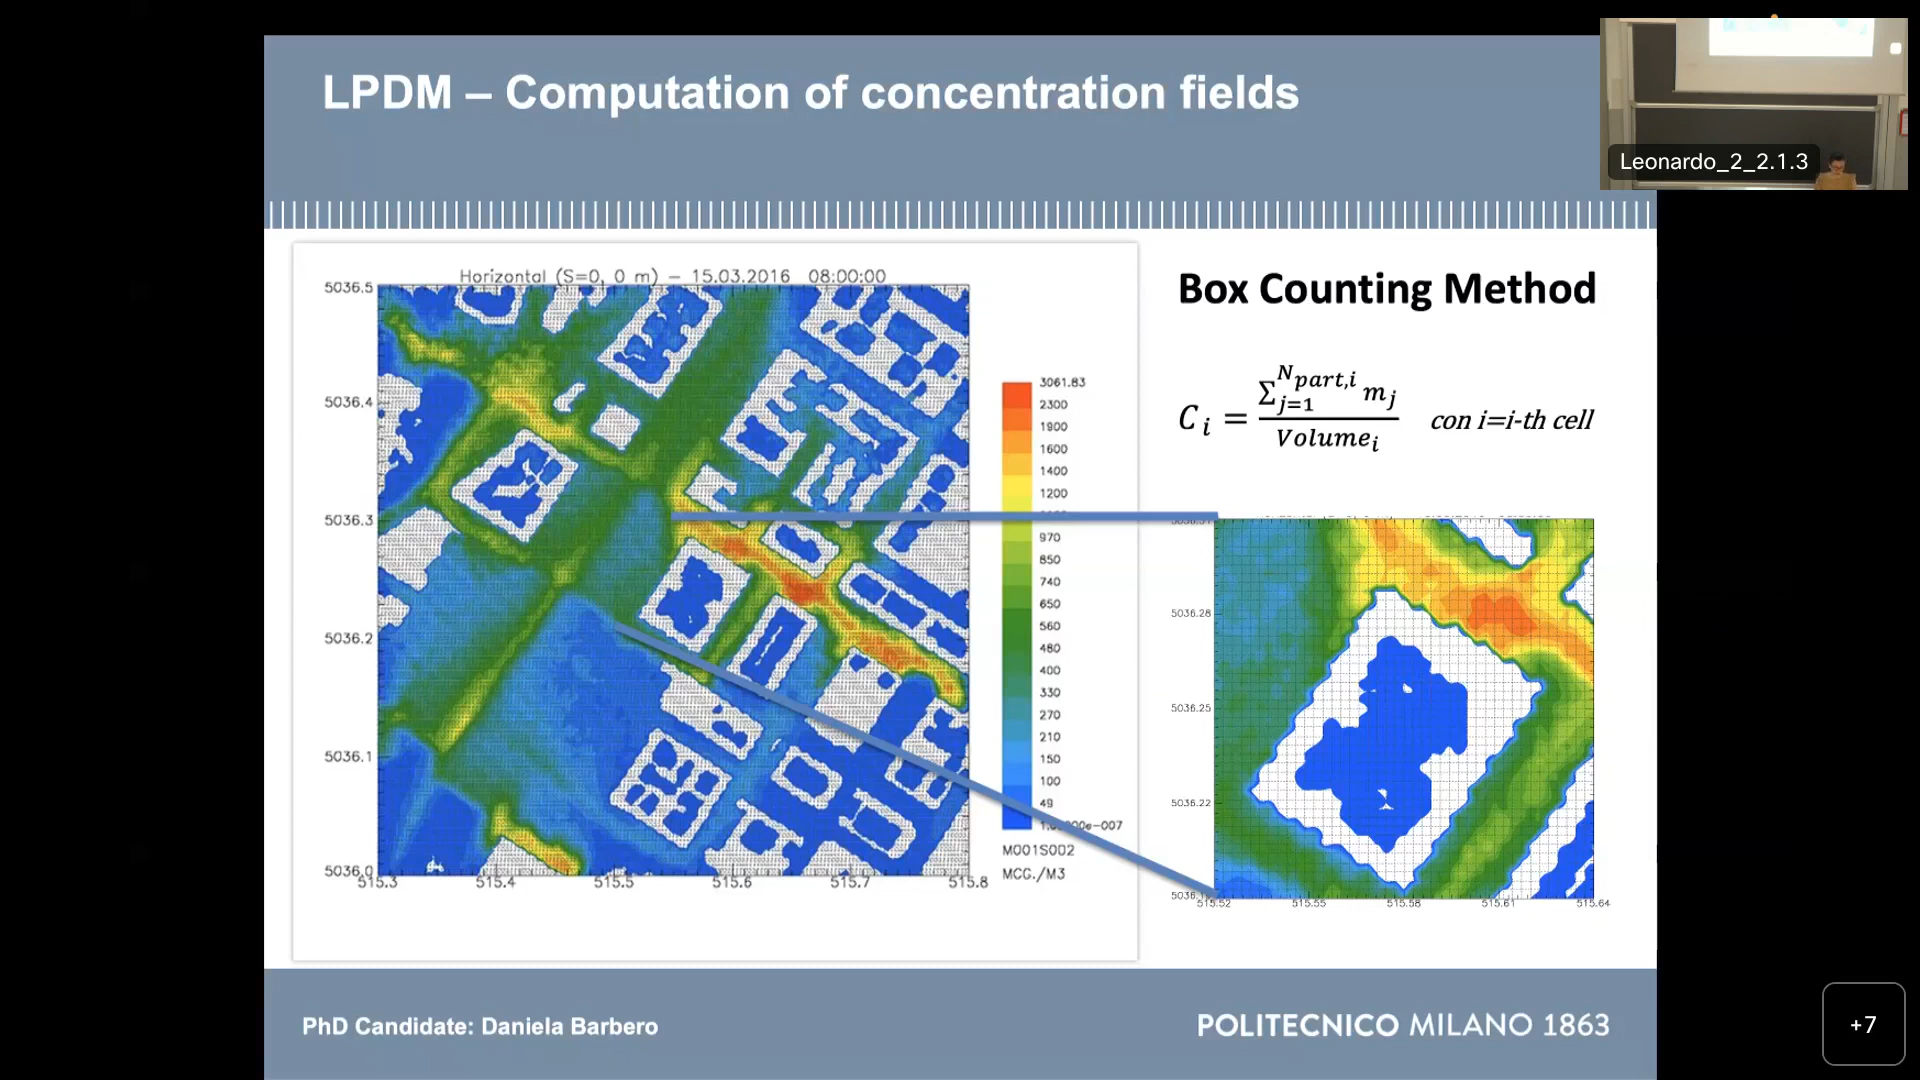 LPDM – Computation of concentration fields
Leonardo_2_2.1.3
Horizontal (S=0, 0 m) – 15.03.2016 08:00:00
5036.5
5036.4
5036.3
5036.2
5036.1
5036.0
515.3 515.4 515.5 515.6 515.7 515.8
3061.83
2300
1900
1600
1400
1200
970
850
740
650
560
480
400
330
270
210
150
100
49
M001S002
MCG./M3
Box Counting Method
C_i = \frac{\sum_{j=1}^{N_{part,i}} m_j}{Volume_i} con i=i-th cell
5036.28
5036.25
5036.22
515.52 515.55 515.58 515.61 515.64
PhD Candidate: Daniela Barbero
POLITECNICO MILANO 1863
+7